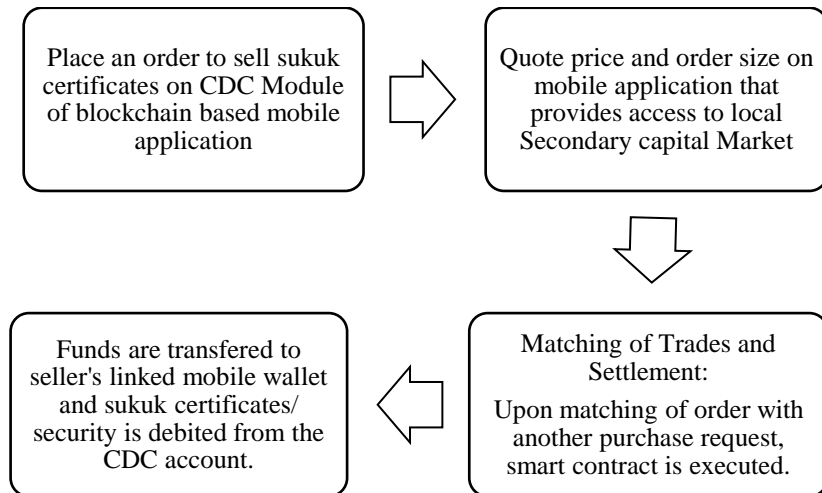 Place an order to sell sukuk
certificates on CDC Module
of blockchain based mobile
application
Quote price and order size on
mobile application that
provides access to local
Secondary capital Market
Matching of Trades and
Settlement:
Upon matching of order with
another purchase request,
smart contract is executed.
Funds are transfered to
seller's linked mobile wallet
and sukuk certificates/
security is debited from the
CDC account.